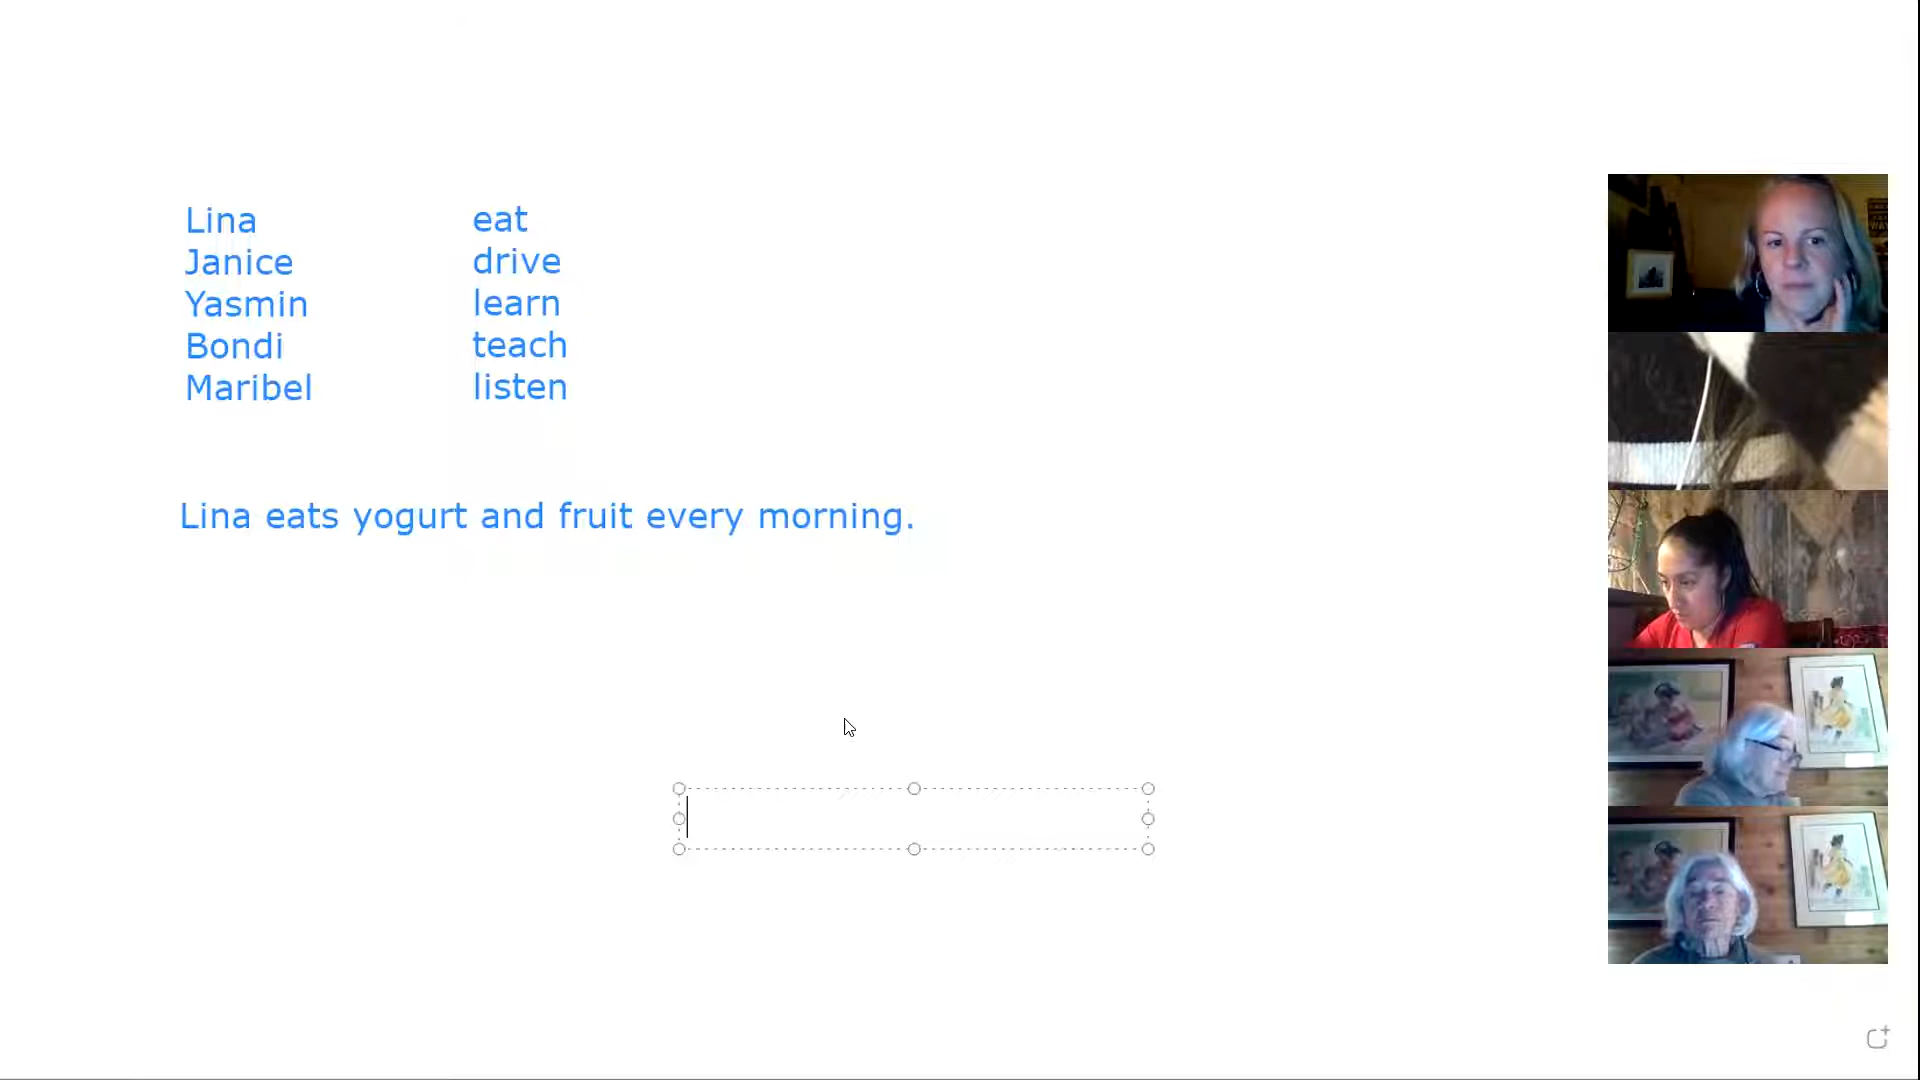 Lina
Janice
Yasmin
Bondi
Maribel
eat
drive
learn
teach
listen
Lina eats yogurt and fruit every morning.